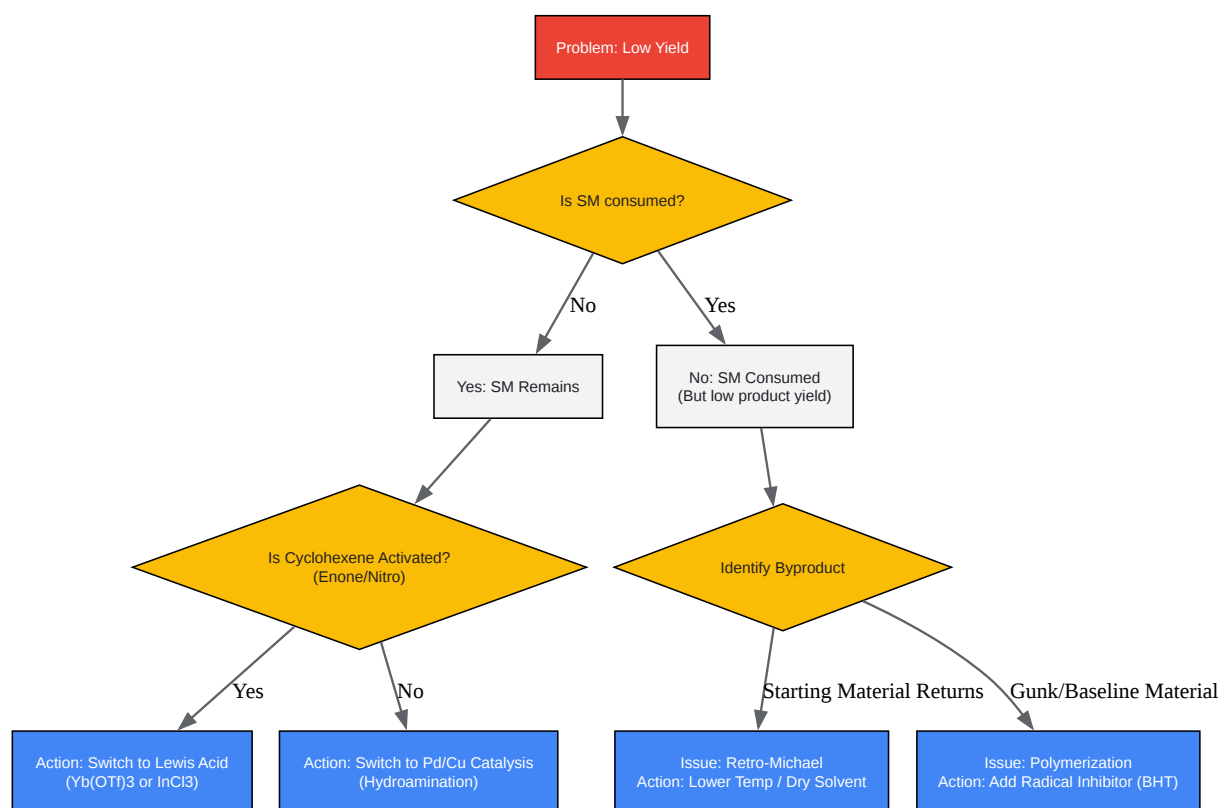 Problem: Low Yield
Is SM consumed?
No
Yes
Yes: SM Remains
No: SM Consumed
(But low product yield)
Is Cyclohexene Activated?
(Enone/Nitro)
Identify Byproduct
Yes
No
Starting Material Returns
Gunk/Baseline Material
Action: Switch to Lewis Acid
(Yb(OTf)3 or InCl3)
Action: Switch to Pd/Cu Catalysis
(Hydroamination)
Issue: Retro-Michael
Action: Lower Temp / Dry Solvent
Issue: Polymerization
Action: Add Radical Inhibitor (BHT)